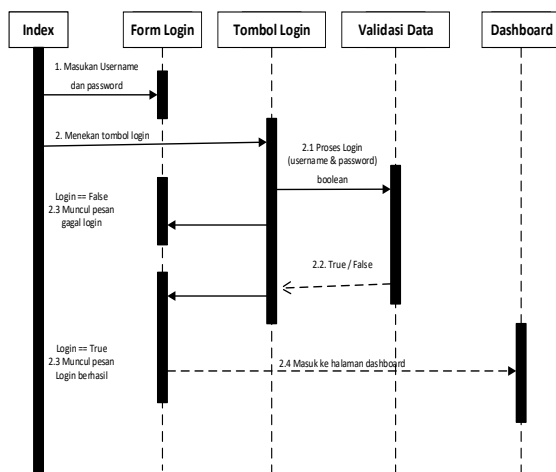 Index
Form Login
Tombol Login
Validasi Data
Dashboard
1. Masukan Username
dan password
2. Menekan tombol login
2.1 Proses Login
(username & password)
boolean
Login == False
2.3 Muncul pesan
gagal login
2.2. True / False
Login == True
2.3 Muncul pesan
Login berhasil
2.4 Masuk ke halaman dashboard